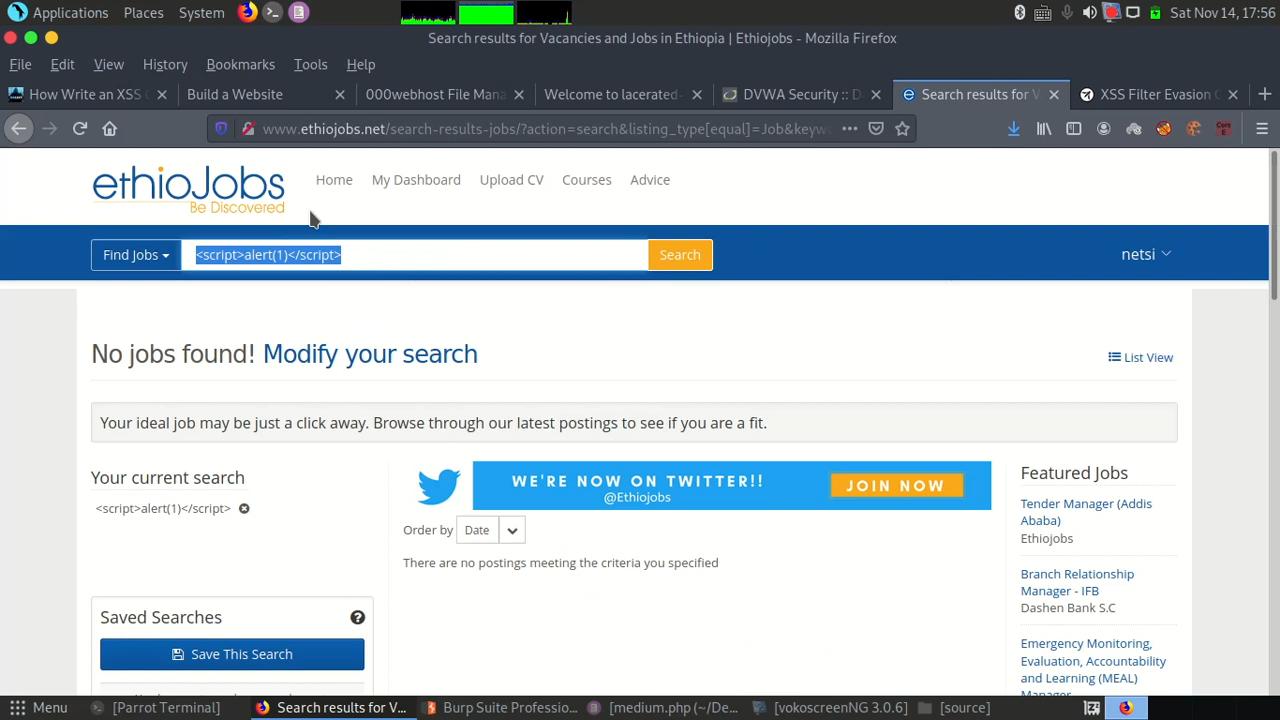 Applications Places System Sat Nov 14, 17:56
Search results for Vacancies and Jobs in Ethiopia | Ethiojobs - Mozilla Firefox
File Edit View History Bookmarks Tools Help
How Write an XSS C Build a Website 000webhost File Mana Welcome to lacerated- DVWA Security :: D Search results for V XSS Filter Evasion C
www.ethiojobs.net/search-results-jobs/?action=search&listing_type[equal]=Job&keyw
ethioJobs
Be Discovered
Home My Dashboard Upload CV Courses Advice
Find Jobs <script>alert(1)</script> Search netsi
No jobs found! Modify your search List View
Your ideal job may be just a click away. Browse through our latest postings to see if you are a fit.
Your current search
<script>alert(1)</script>
WE'RE NOW ON TWITTER!!
@Ethiojobs
JOIN NOW
Order by Date
There are no postings meeting the criteria you specified
Saved Searches
Save This Search
Featured Jobs
Tender Manager (Addis
Ababa)
Ethiojobs
Branch Relationship
Manager - IFB
Dashen Bank S.C
Emergency Monitoring,
Evaluation, Accountability
and Learning (MEAL)
Manager
Menu [Parrot Terminal] Search results for V... Burp Suite Professio... [medium.php (~/De... [vokoscreenNG 3.0.6] [source]